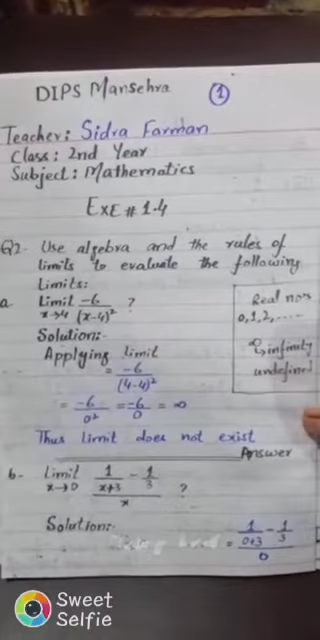 DIPS Mansehra ①
Teacher: Sidra Farman
Class: 2nd Year
Subject: Mathematics
EXE # 1.4
Q2- Use algebra and the rules of
limits to evaluate the following
Limits:
a. Limit x→4 -6/(x-4)² ?
Solution:-
Applying limit
= -6/(4-4)²
= -6/0² = -6/0 = ∞
Thus limit does not exist
Answer
Real no
0,1,2,----
∞ ↳ infinity
undefined
b- Limit x→0 (1/(x+3) - 1/3)/x ?
Solution:-
= (1/(0+3) - 1/3)/0
Sweet
Selfie